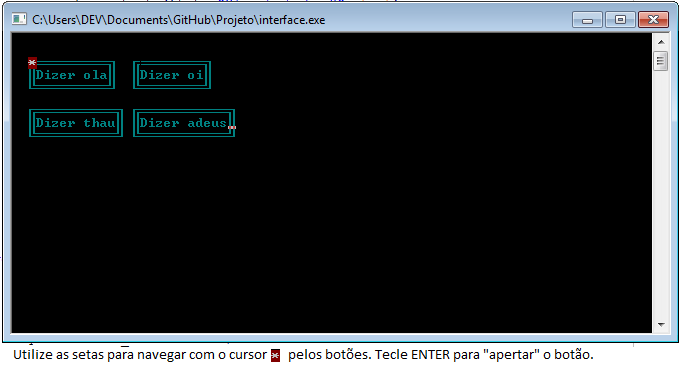 C:\Users\DEV\Documents\GitHub\Projeto\interface.exe
*
Dizer ola Dizer oi
Dizer thau Dizer adeus
Utilize as setas para navegar com o cursor * pelos botões. Tecle ENTER para "apertar" o botão.